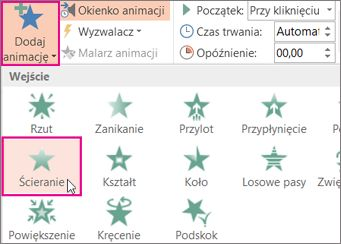 Dodaj
animację
Okienko animacji
Wyzwalacz
Malarz animacji
Początek: Przy kliknięciu
Czas trwania: Automat
Opóźnienie: 00,00
Wejście
Rzut Zanikanie Przylot Przypłynięcie
Ścieranie Kształt Koło Losowe pasy Zwię
Powiększenie Kręcenie Podskok